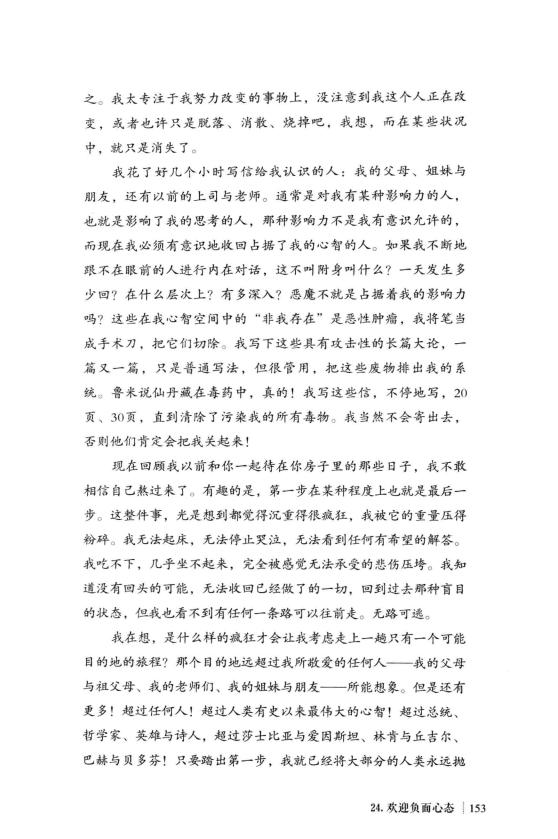 之。我太专注于我努力改变的事物上，没注意到我这个人正在改
变，或者也许只是脱落、消散、烧掉吧，我想，而在某些状况
中，就只是消失了。
我花了好几个小时写信给我认识的人：我的父母、姐妹与
朋友，还有以前的上司与老师。通常是对我有某种影响力的人，
也就是影响了我的思考的人，那种影响力不是我有意识允许的，
而现在我必须有意识地收回占据了我的心智的人。如果我不断地
跟不在眼前的人进行内在对话，这不叫附身叫什么？一天发生多
少回？在什么层次上？有多深入？恶魔不就是占据着我的影响力
吗？这些在我心智空间中的“非我存在”是恶性肿瘤，我将笔当
成手术刀，把它们切除。我写下这些具有攻击性的长篇大论，一
篇又一篇，只是普通写法，但很管用，把这些废物排出我的系
统。鲁米说仙丹藏在毒药中，真的！我写这些信，不停地写，20
页、30页，直到清除了污染我的所有毒物。我当然不会寄出去，
否则他们肯定会把我关起来！
现在回顾我以前和你一起待在你房子里的那些日子，我不敢
相信自己熬过来了。有趣的是，第一步在某种程度上也就是最后一
步。这整件事，光是想到都觉得沉重得很疯狂，我被它的重量压得
粉碎。我无法起床，无法停止哭泣，无法看到任何有希望的解答。
我吃不下，几乎坐不起来，完全被感觉无法承受的悲伤压垮。我知
道没有回头的可能，无法收回已经做了的一切，回到过去那种盲目
的状态，但我也看不到有任何一条路可以往前走。无路可逃。
我在想，是什么样的疯狂才会让我考虑走上一趟只有一个可能
目的地的旅程？那个目的地远超过我所敬爱的任何人——我的父母
与祖父母、我的老师们、我的姐妹与朋友——所能想象。但是还有
更多！超过任何人！超过人类有史以来最伟大的心智！超过总统、
哲学家、英雄与诗人，超过莎士比亚与爱因斯坦、林肯与丘吉尔、
巴赫与贝多芬！只要踏出第一步，我就已经将大部分的人类永远抛
24. 欢迎负面心态 | 153